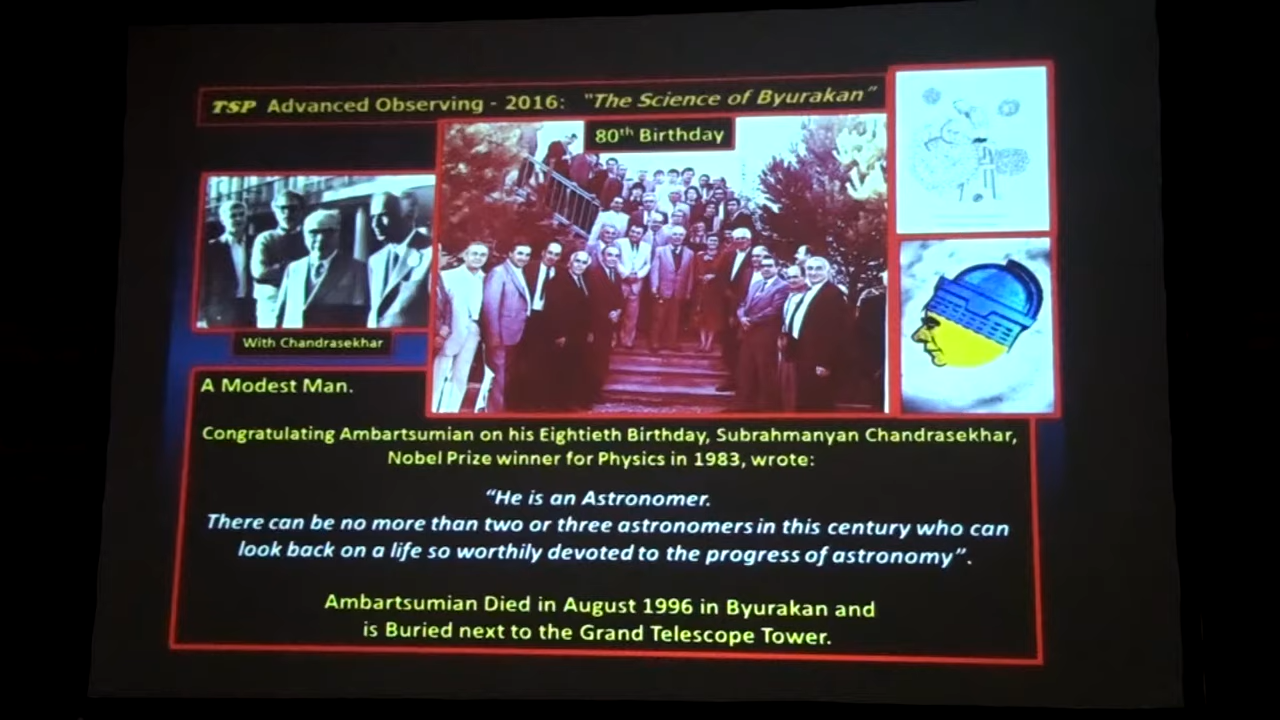 TSP Advanced Observing - 2016: "The Science of Byurakan"
80th Birthday
With Chandrasekhar
A Modest Man.
Congratulating Ambartsumian on his Eightieth Birthday, Subrahmanyan Chandrasekhar,
Nobel Prize winner for Physics in 1983, wrote:
"He is an Astronomer.
There can be no more than two or three astronomers in this century who can
look back on a life so worthily devoted to the progress of astronomy".
Ambartsumian Died in August 1996 in Byurakan and
is Buried next to the Grand Telescope Tower.